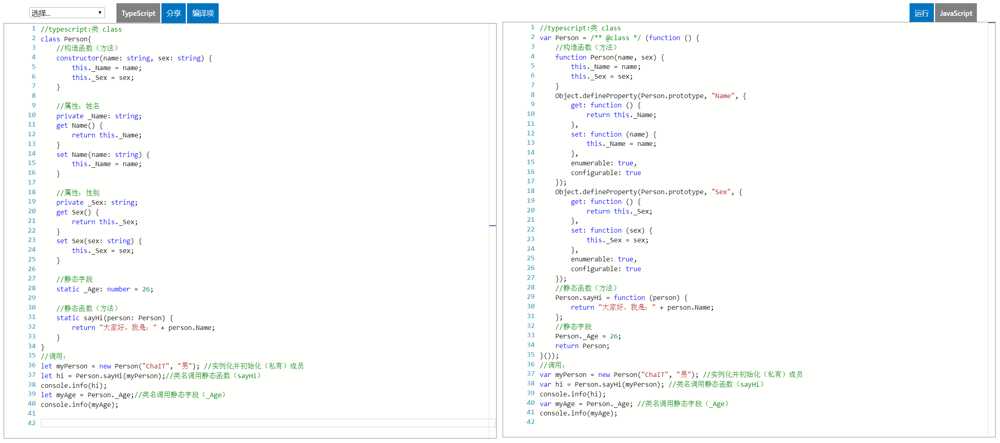 选择... TypeScript 分享 编译项
1 //typescript:类 class
2 class Person{
3     //构造函数（方法）
4     constructor(name: string, sex: string) {
5         this._Name = name;
6         this._Sex = sex;
7     }
8
9     //属性：姓名
10     private _Name: string;
11     get Name() {
12         return this._Name;
13     }
14     set Name(name: string) {
15         this._Name = name;
16     }
17
18     //属性：性别
19     private _Sex: string;
20     get Sex() {
21         return this._Sex;
22     }
23     set Sex(sex: string) {
24         this._Sex = sex;
25     }
26
27     //静态字段
28     static _Age: number = 26;
29
30     //静态函数（方法）
31     static sayHi(person: Person) {
32         return "大家好，我是：" + person.Name;
33     }
34 }
35 //调用：
36 let myPerson = new Person("ChaIT", "男"); //实例化并初始化（私有）成员
37 let hi = Person.sayHi(myPerson);//类名调用静态函数（sayHi）
38 console.info(hi);
39 let myAge = Person._Age;//类名调用静态字段（_Age）
40 console.info(myAge);
41
42
运行 JavaScript
1 //typescript:类 class
2 var Person = /** @class */ (function () {
3     //构造函数（方法）
4     function Person(name, sex) {
5         this._Name = name;
6         this._Sex = sex;
7     }
8     Object.defineProperty(Person.prototype, "Name", {
9         get: function () {
10             return this._Name;
11         },
12         set: function (name) {
13             this._Name = name;
14         },
15         enumerable: true,
16         configurable: true
17     });
18     Object.defineProperty(Person.prototype, "Sex", {
19         get: function () {
20             return this._Sex;
21         },
22         set: function (sex) {
23             this._Sex = sex;
24         },
25         enumerable: true,
26         configurable: true
27     });
28     //静态函数（方法）
29     Person.sayHi = function (person) {
30         return "大家好，我是：" + person.Name;
31     };
32     //静态字段
33     Person._Age = 26;
34     return Person;
35 }());
36 //调用：
37 var myPerson = new Person("ChaIT", "男"); //实例化并初始化（私有）成员
38 var hi = Person.sayHi(myPerson); //类名调用静态函数（sayHi）
39 console.info(hi);
40 var myAge = Person._Age; //类名调用静态字段（_Age）
41 console.info(myAge);
42